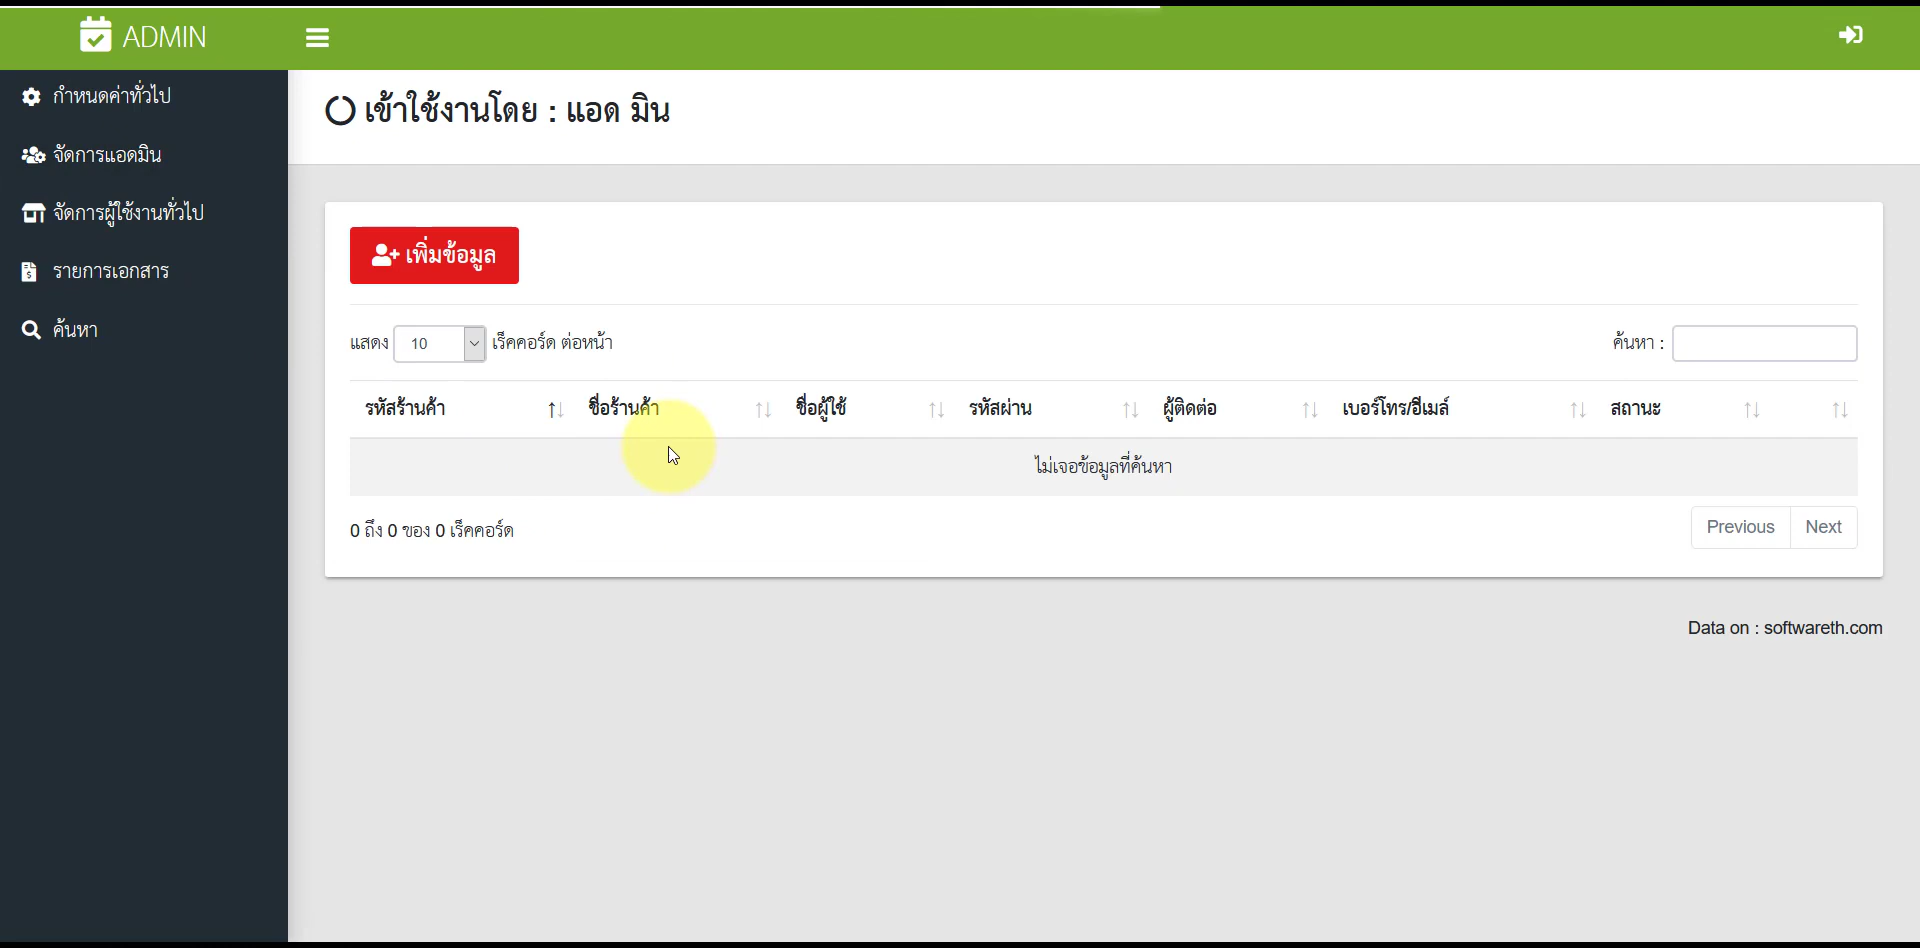 ADMIN
กำหนดค่าทั่วไป
จัดการแอดมิน
จัดการผู้ใช้งานทั่วไป
รายการเอกสาร
ค้นหา
เข้าใช้งานโดย : แอด มิน
เพิ่มข้อมูล
แสดง 10 เร็คคอร์ด ต่อหน้า
ค้นหา :
รหัสร้านค้า ชื่อร้านค้า ชื่อผู้ใช้ รหัสผ่าน ผู้ติดต่อ เบอร์โทร/อีเมล์ สถานะ
ไม่เจอข้อมูลที่ค้นหา
0 ถึง 0 ของ 0 เร็คคอร์ด
Previous Next
Data on : softwareth.com